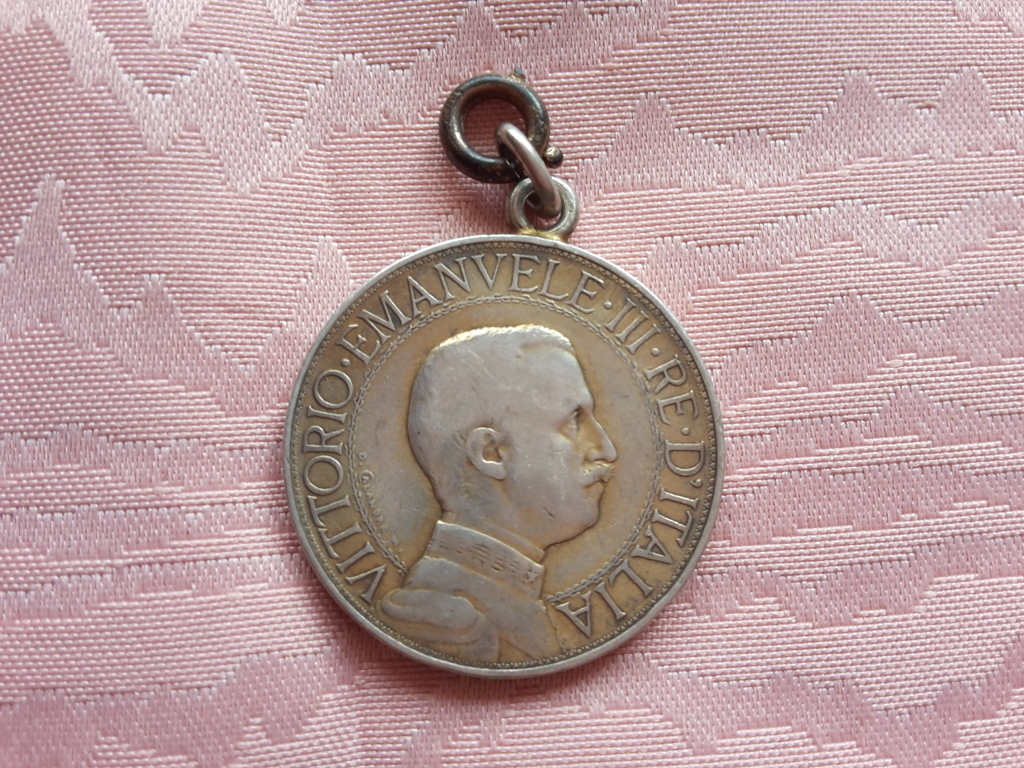 VITTORIO · EMANVELE · III · RE · D'ITALIA